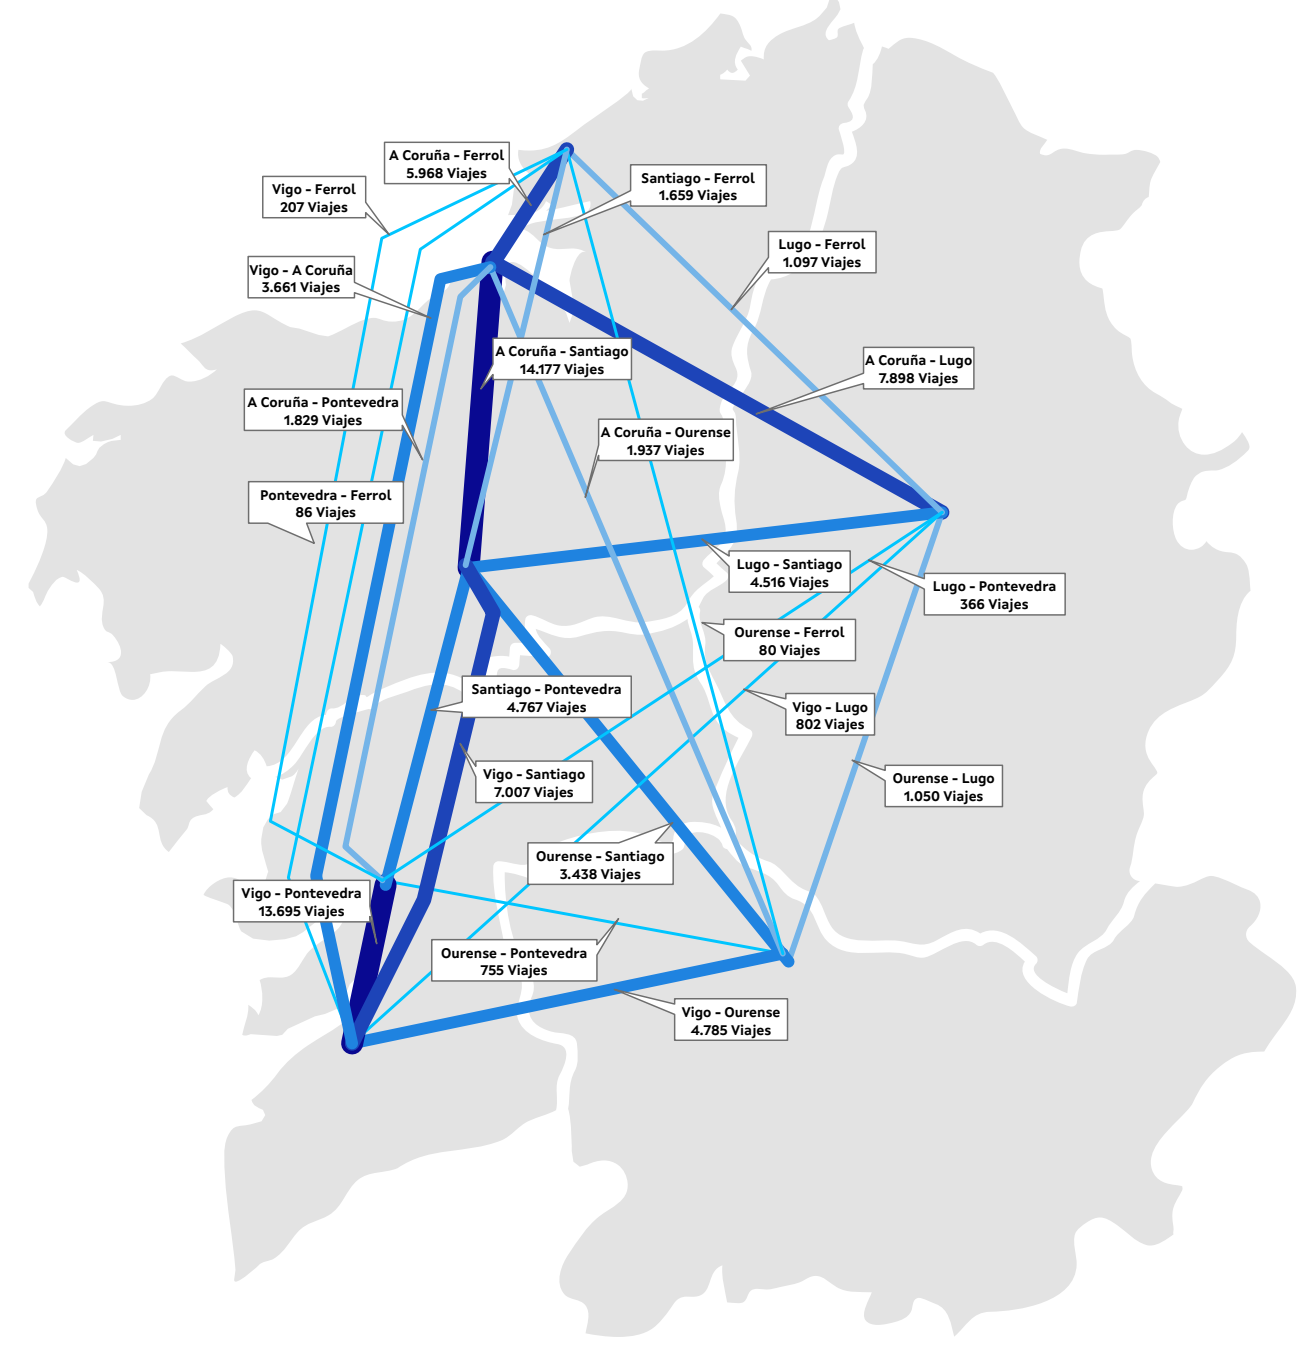 A Coruña - Ferrol
5.968 Viajes
Santiago - Ferrol
1.659 Viajes
Vigo - Ferrol
207 Viajes
Lugo - Ferrol
1.097 Viajes
Vigo - A Coruña
3.661 Viajes
A Coruña - Santiago
14.177 Viajes
A Coruña - Lugo
7.898 Viajes
A Coruña - Pontevedra
1.829 Viajes
A Coruña - Ourense
1.937 Viajes
Pontevedra - Ferrol
86 Viajes
Lugo - Santiago
4.516 Viajes
Lugo - Pontevedra
366 Viajes
Ourense - Ferrol
80 Viajes
Santiago - Pontevedra
4.767 Viajes
Vigo - Lugo
802 Viajes
Vigo - Santiago
7.007 Viajes
Ourense - Lugo
1.050 Viajes
Ourense - Santiago
3.438 Viajes
Vigo - Pontevedra
13.695 Viajes
Ourense - Pontevedra
755 Viajes
Vigo - Ourense
4.785 Viajes